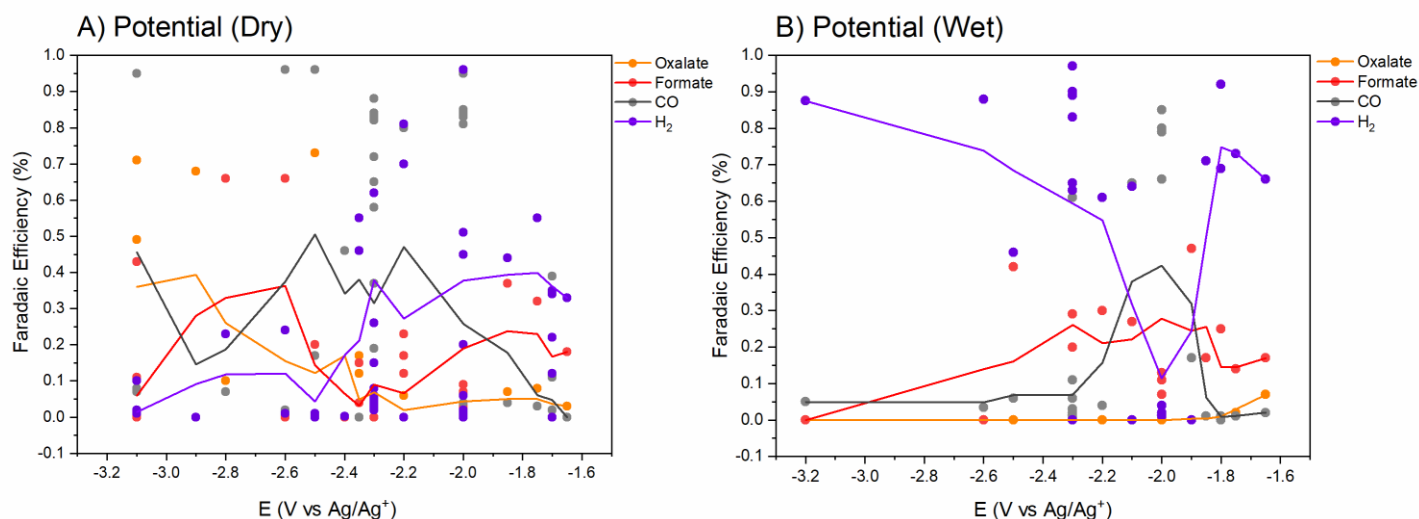 A) Potential (Dry)
1.0
0.9
0.8
0.7
0.6
0.5
0.4
0.3
0.2
0.1
0.0
-0.1
Faradaic Efficiency (%)
-3.2 -3.0 -2.8 -2.6 -2.4 -2.2 -2.0 -1.8 -1.6
E (V vs Ag/Ag⁺)
Oxalate
Formate
CO
H₂
B) Potential (Wet)
1.0
0.9
0.8
0.7
0.6
0.5
0.4
0.3
0.2
0.1
0.0
-0.1
Faradaic Efficiency (%)
-3.2 -3.0 -2.8 -2.6 -2.4 -2.2 -2.0 -1.8 -1.6
E (V vs Ag/Ag⁺)
Oxalate
Formate
CO
H₂